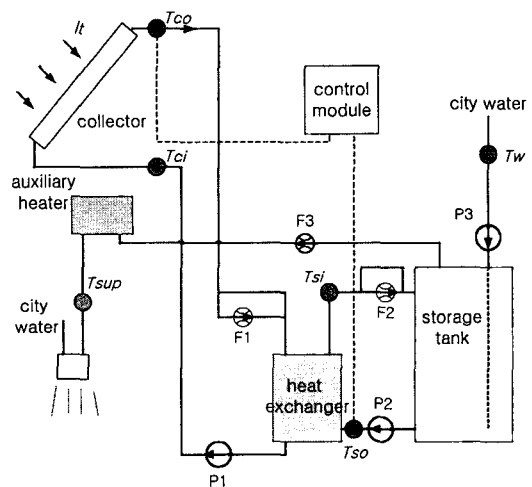 It
Tco
collector
control
module
city water
Tw
Tci
auxiliary
heater
F3
P3
Tsup
Tsi
city
water
F1
F2
storage
tank
heat
exchanger
P2
Tso
P1